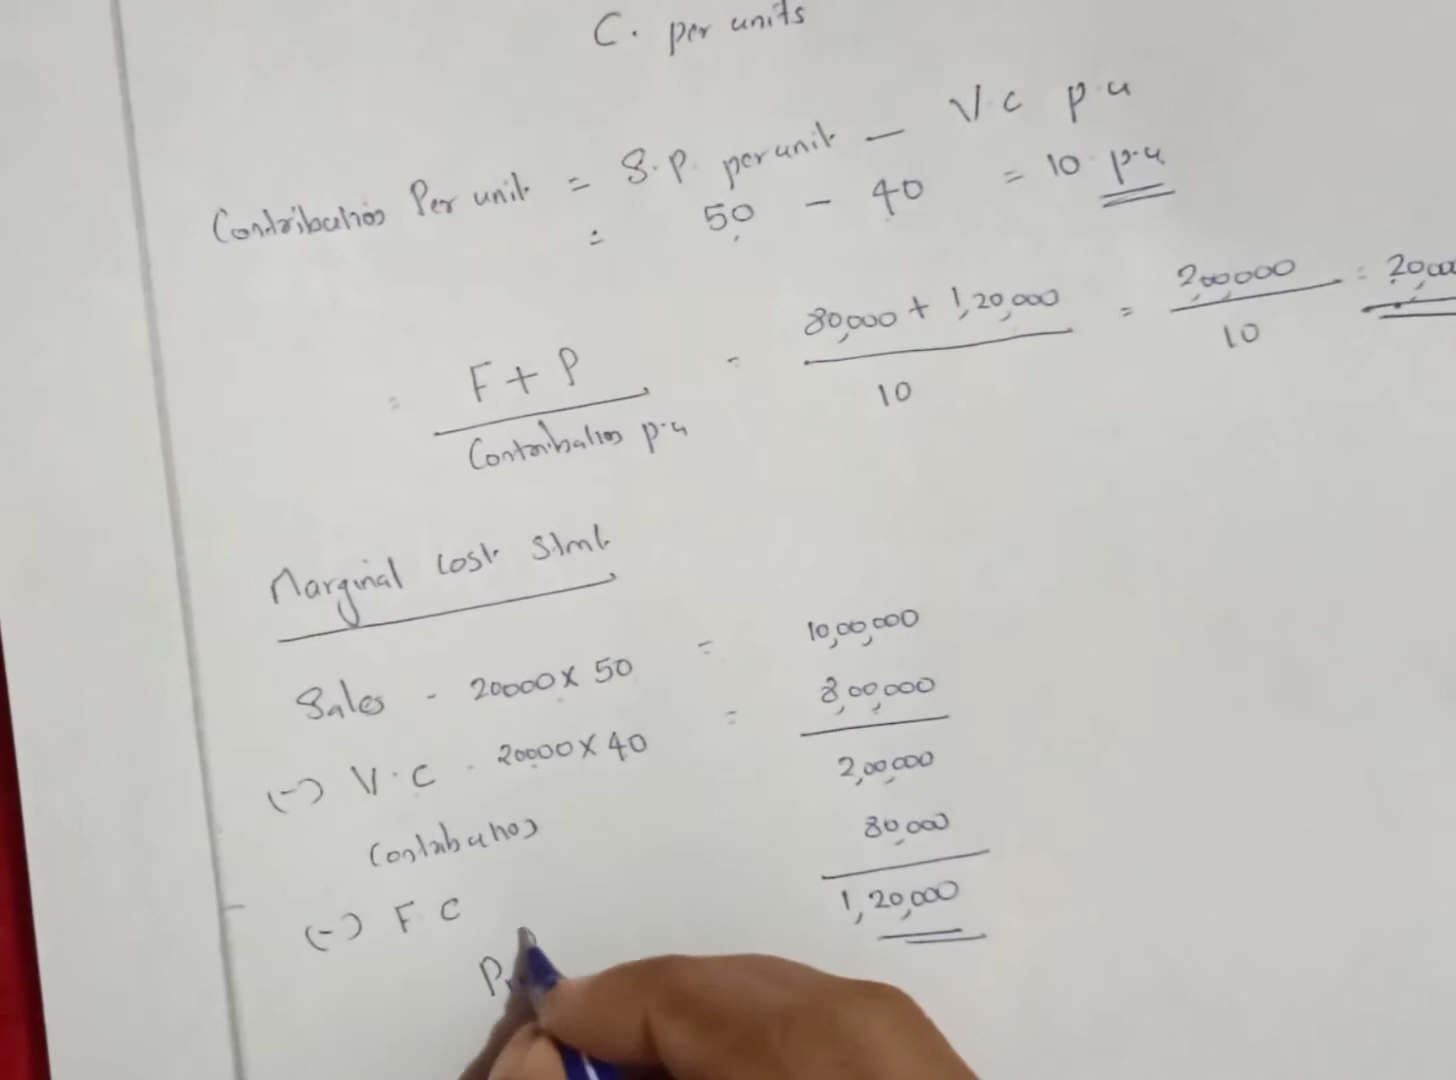 C. per units
Contribution Per unit = S.P. per unit - V.C p.u
= 50 - 40 = 10 p.u
= F + P / Contribution p.u = 80,000 + 1,20,000 / 10 = 2,00,000 / 10 = 20,00
Marginal Cost Stmt
Sales - 20000 X 50 = 10,00,000
(-) V.C - 20000 X 40 = 8,00,000
Contribution 2,00,000
(-) F.C 80,000
Pr 1,20,000